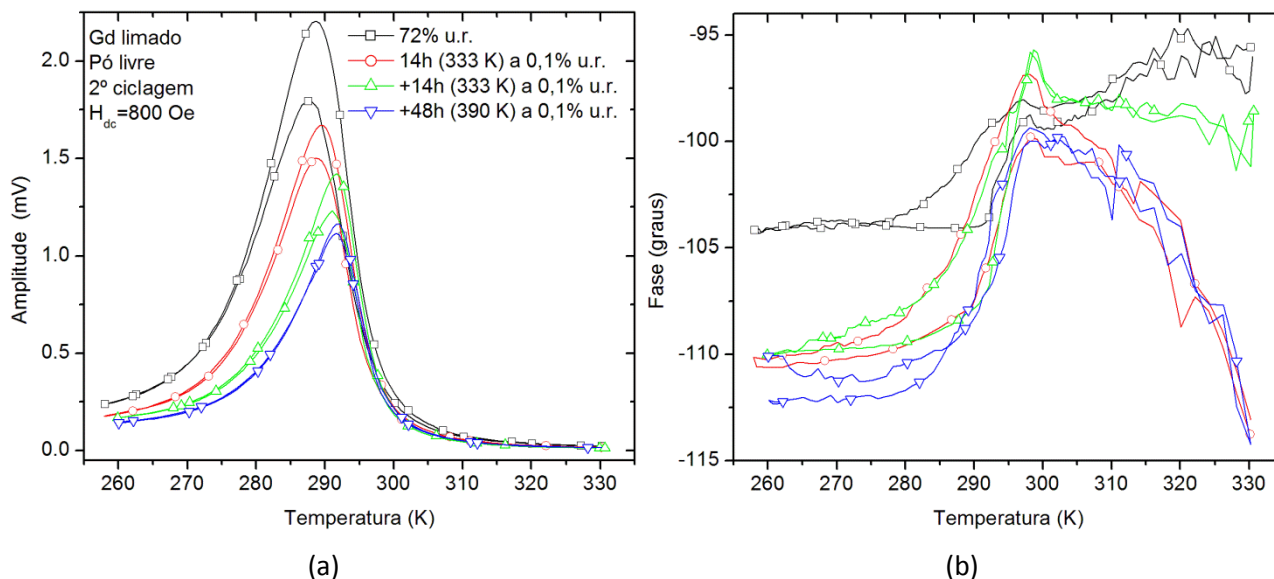 Gd limado
Pó livre
2º ciclagem
H_dc=800 Oe
72% u.r.
14h (333 K) a 0,1% u.r.
+14h (333 K) a 0,1% u.r.
+48h (390 K) a 0,1% u.r.
Amplitude (mV)
2.0
1.5
1.0
0.5
0.0
260 270 280 290 300 310 320 330
Temperatura (K)
(a)
Fase (graus)
-95
-100
-105
-110
-115
260 270 280 290 300 310 320 330
Temperatura (K)
(b)